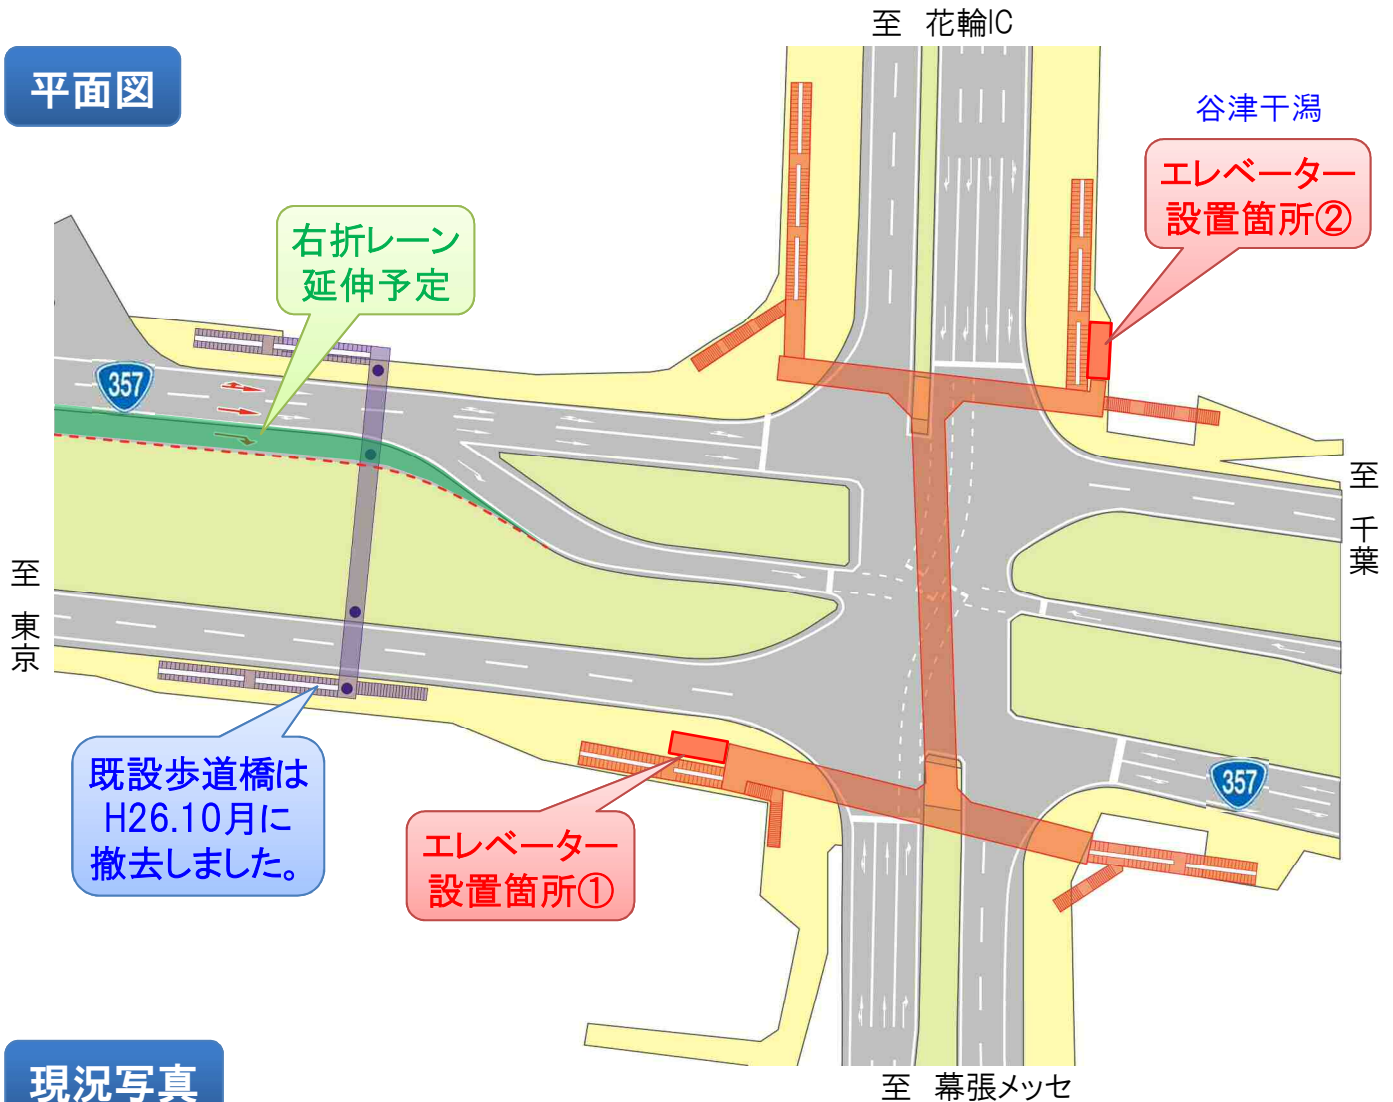 至 花輪IC
平面図
谷津干潟
エレベーター
設置箇所②
右折レーン
延伸予定
357
至 千葉
至 東京
既設歩道橋は
H26.10月に
撤去しました。
エレベーター
設置箇所①
357
至 幕張メッセ
現況写真